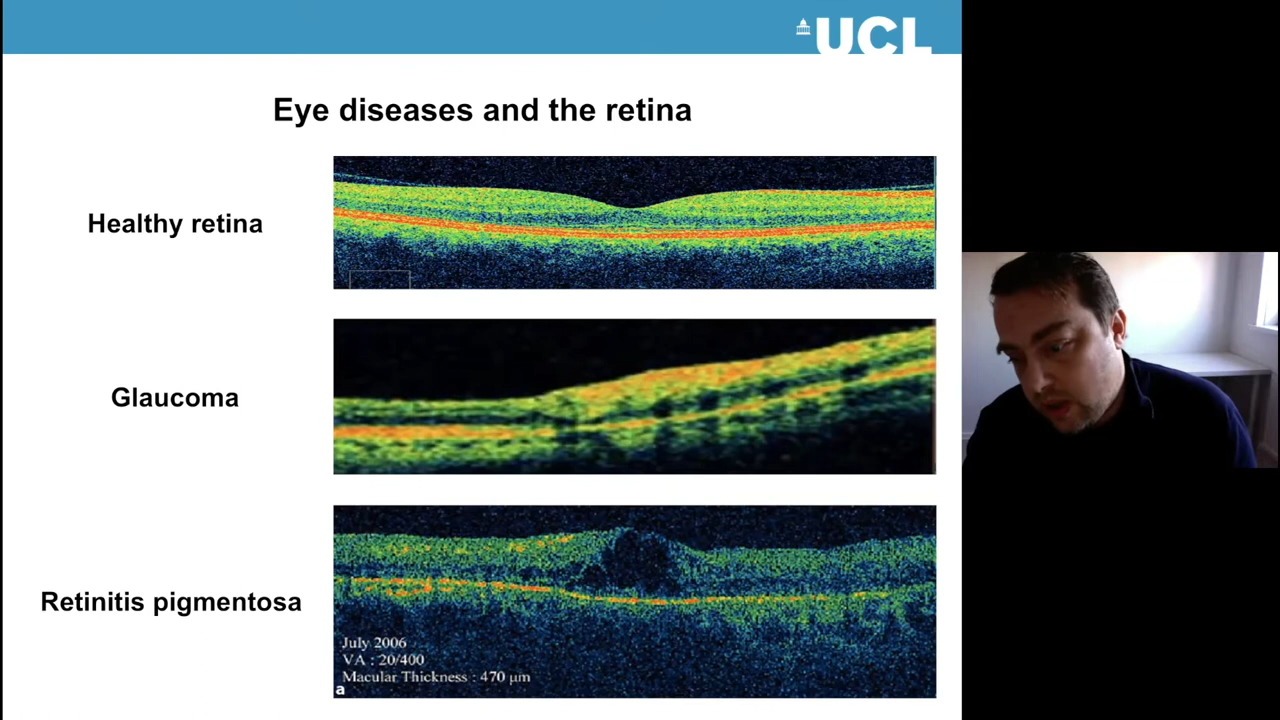 UCL
Eye diseases and the retina
Healthy retina
Glaucoma
Retinitis pigmentosa
July 2006
VA : 20/400
Macular Thickness : 470 μm
a